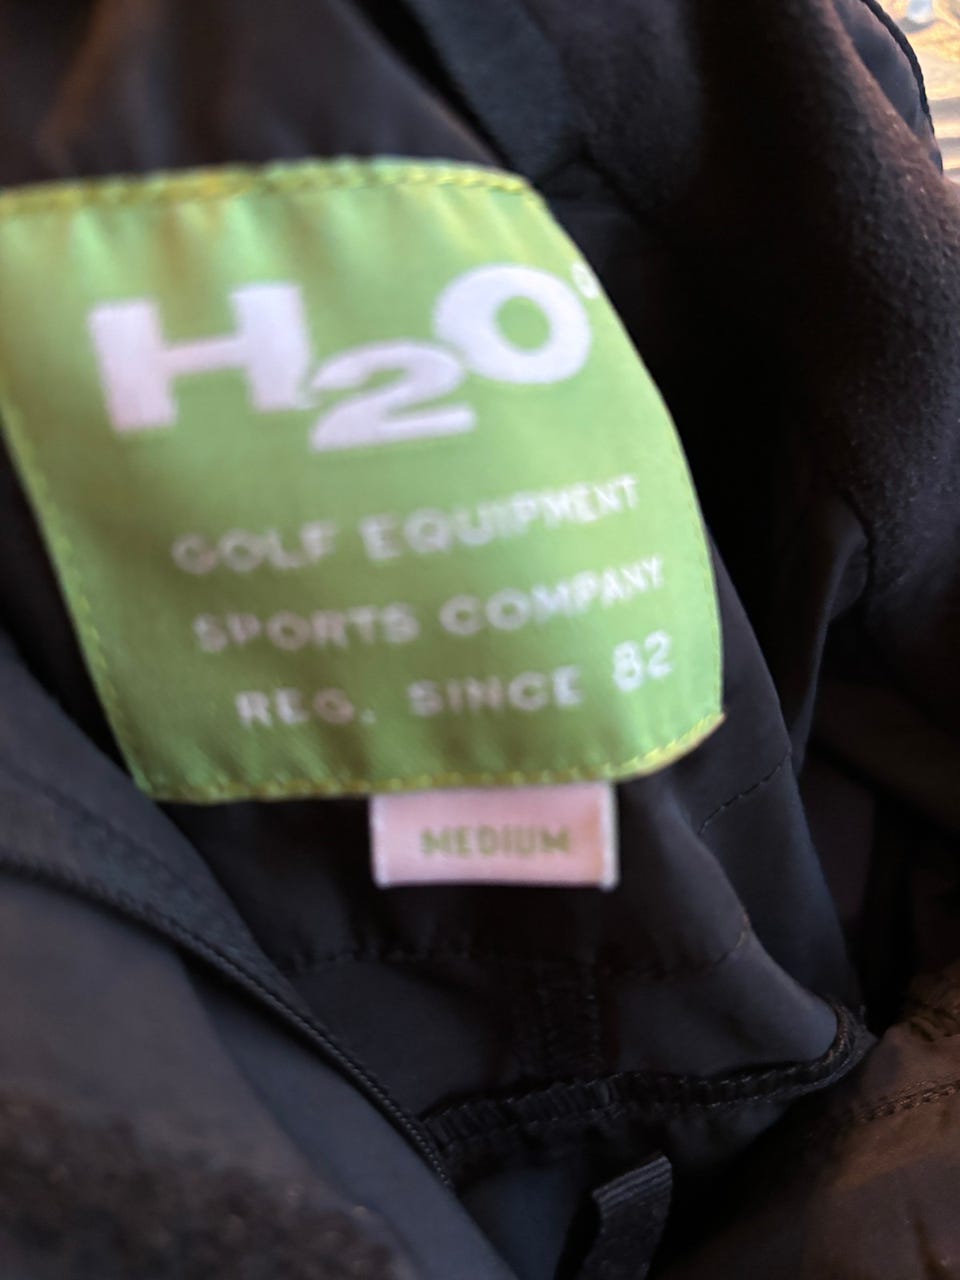 H2O®
GOLF EQUIPMENT
SPORTS COMPANY
REG. SINCE 82
MEDIUM